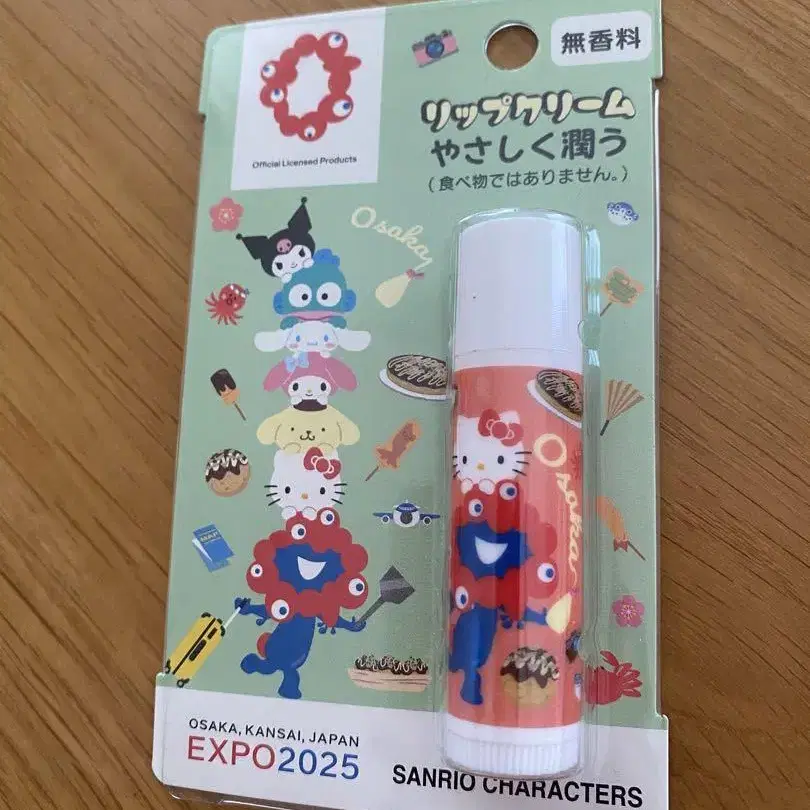 無香料
Official Licensed Products
リップクリーム
やさしく潤う
(食べ物ではありません。)
Osaka
Osaka
MAP
OSAKA, KANSAI, JAPAN
EXPO2025
SANRIO CHARACTERS